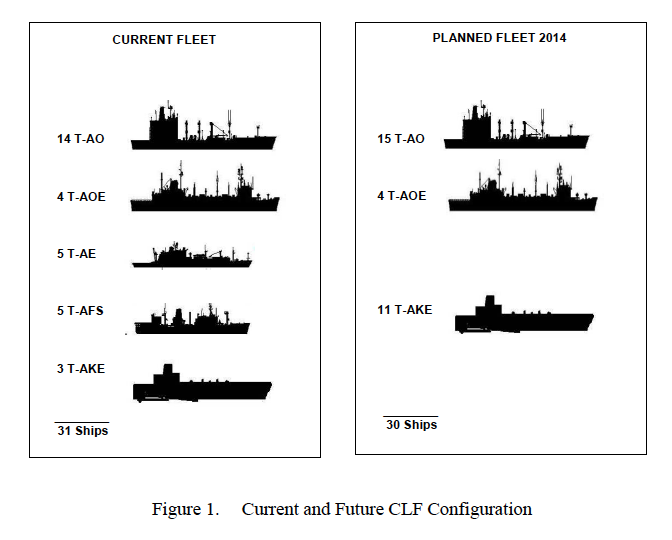 CURRENT FLEET
14 T-AO
4 T-AOE
5 T-AE
5 T-AFS
3 T-AKE
31 Ships
PLANNED FLEET 2014
15 T-AO
4 T-AOE
11 T-AKE
30 Ships
Figure 1. Current and Future CLF Configuration